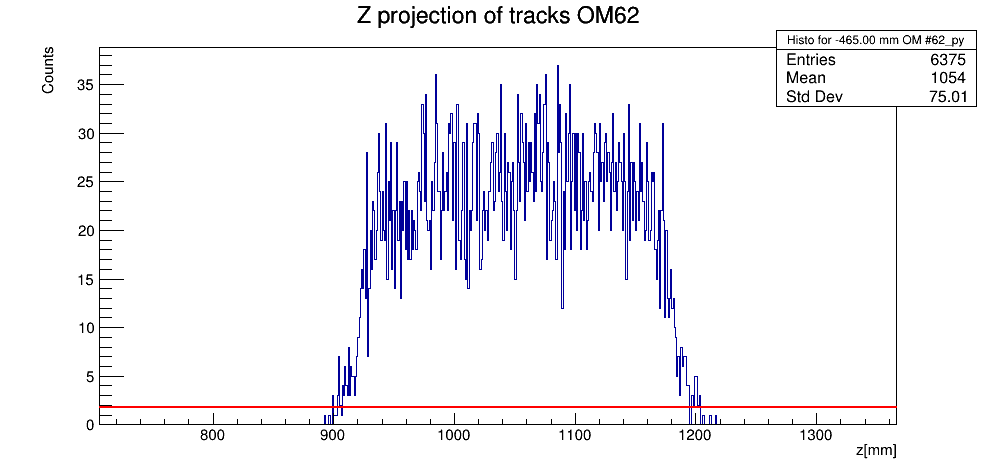 Z projection of tracks OM62
Histo for -465.00 mm OM #62_py
Entries 6375
Mean 1054
Std Dev 75.01
Counts
35
30
25
20
15
10
5
0
800 900 1000 1100 1200 1300
z[mm]